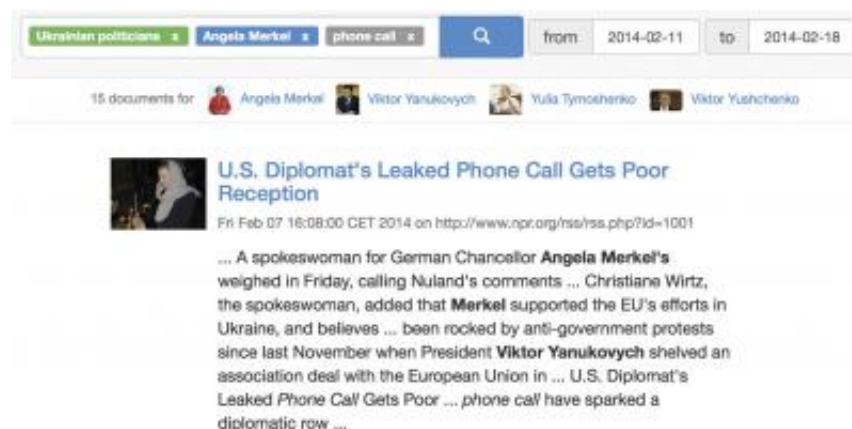 Ukrainian politicians x Angela Merkel x phone call x from 2014-02-11 to 2014-02-18
15 documents for Angela Merkel Viktor Yanukovych Yulia Tymoshenko Viktor Yushchenko
U.S. Diplomat's Leaked Phone Call Gets Poor
Reception
Fri Feb 07 16:08:00 CET 2014 on http://www.npr.org/rss/rss.php?id=1001
... A spokeswoman for German Chancellor Angela Merkel's
weighed in Friday, calling Nuland's comments ... Christiane Wirtz,
the spokeswoman, added that Merkel supported the EU's efforts in
Ukraine, and believes ... been rocked by anti-government protests
since last November when President Viktor Yanukovych shelved an
association deal with the European Union in ... U.S. Diplomat's
Leaked Phone Call Gets Poor ... phone call have sparked a
diplomatic row ...